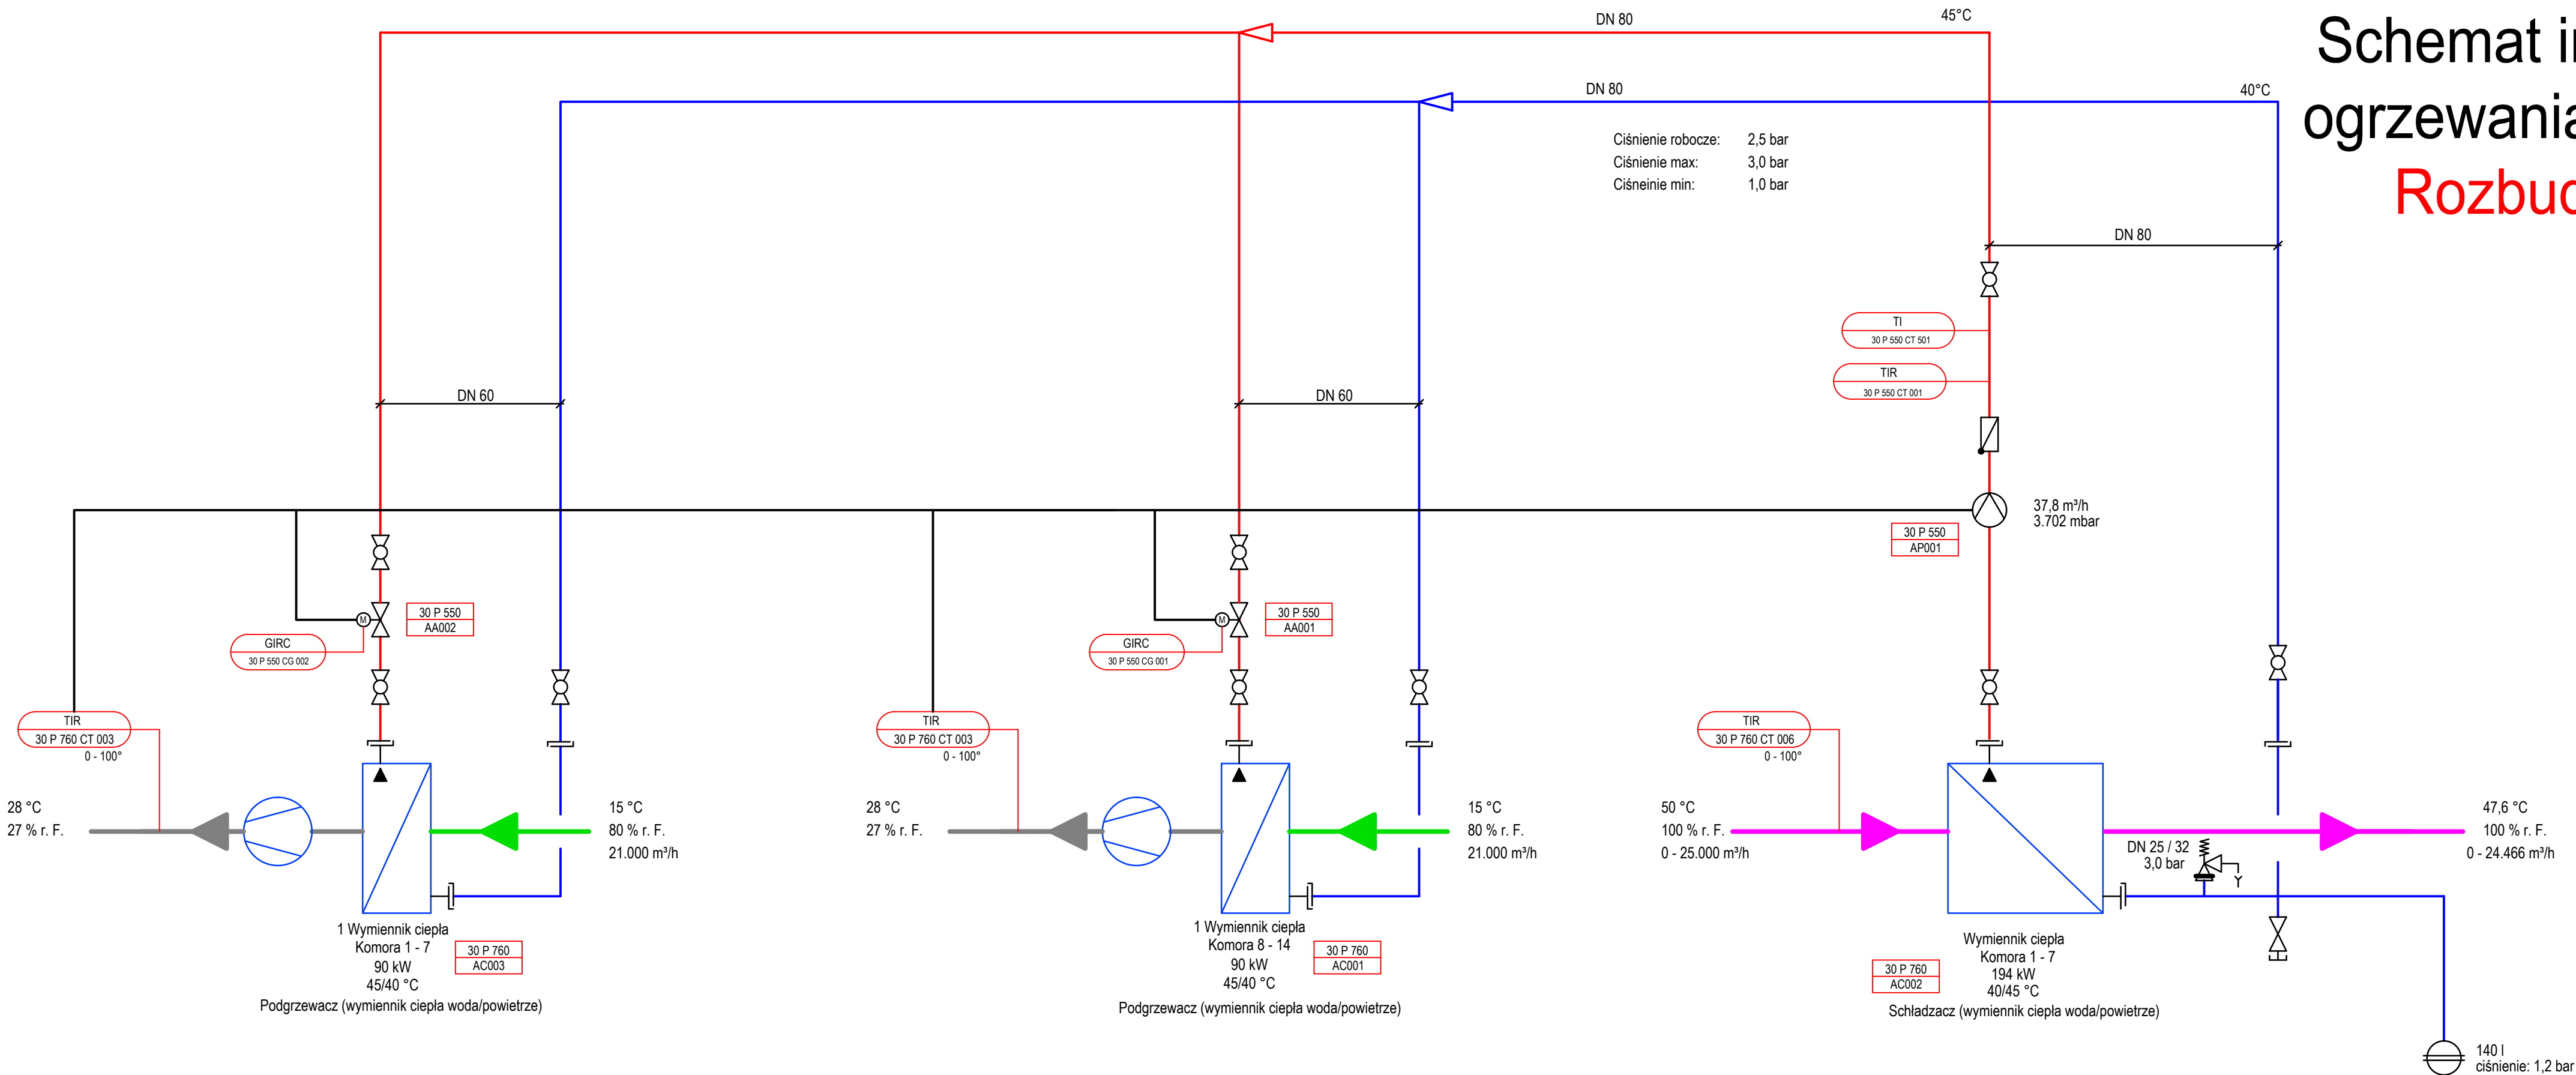 DN 80
45°C
Schemat i
DN 80
40°C
ogrzewania
Rozbud
Ciśnienie robocze: 2,5 bar
Ciśnienie max: 3,0 bar
Ciśneinie min: 1,0 bar
DN 80
TI
30 P 550 CT 501
TIR
30 P 550 CT 001
DN 60
DN 60
37,8 m³/h
3.702 mbar
30 P 550
AP001
30 P 550
AA002
M
GIRC
30 P 550 CG 002
30 P 550
AA001
M
GIRC
30 P 550 CG 001
TIR
30 P 760 CT 003
0 - 100°
TIR
30 P 760 CT 003
0 - 100°
TIR
30 P 760 CT 006
0 - 100°
28 °C
27 % r. F.
15 °C
80 % r. F.
21.000 m³/h
28 °C
27 % r. F.
15 °C
80 % r. F.
21.000 m³/h
50 °C
100 % r. F.
0 - 25.000 m³/h
47,6 °C
100 % r. F.
0 - 24.466 m³/h
DN 25 / 32
3,0 bar
1 Wymiennik ciepła
Komora 1 - 7
90 kW
45/40 °C
30 P 760
AC003
Podgrzewacz (wymiennik ciepła woda/powietrze)
1 Wymiennik ciepła
Komora 8 - 14
90 kW
45/40 °C
30 P 760
AC001
Podgrzewacz (wymiennik ciepła woda/powietrze)
Wymiennik ciepła
Komora 1 - 7
194 kW
40/45 °C
30 P 760
AC002
Schładzacz (wymiennik ciepła woda/powietrze)
140 l
ciśnienie: 1,2 bar